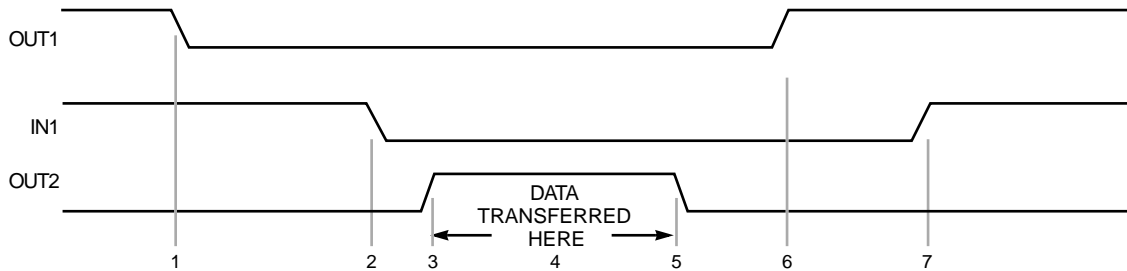 OUT1
IN1
OUT2
DATA
TRANSFERRED
HERE
1 2 3 4 5 6 7